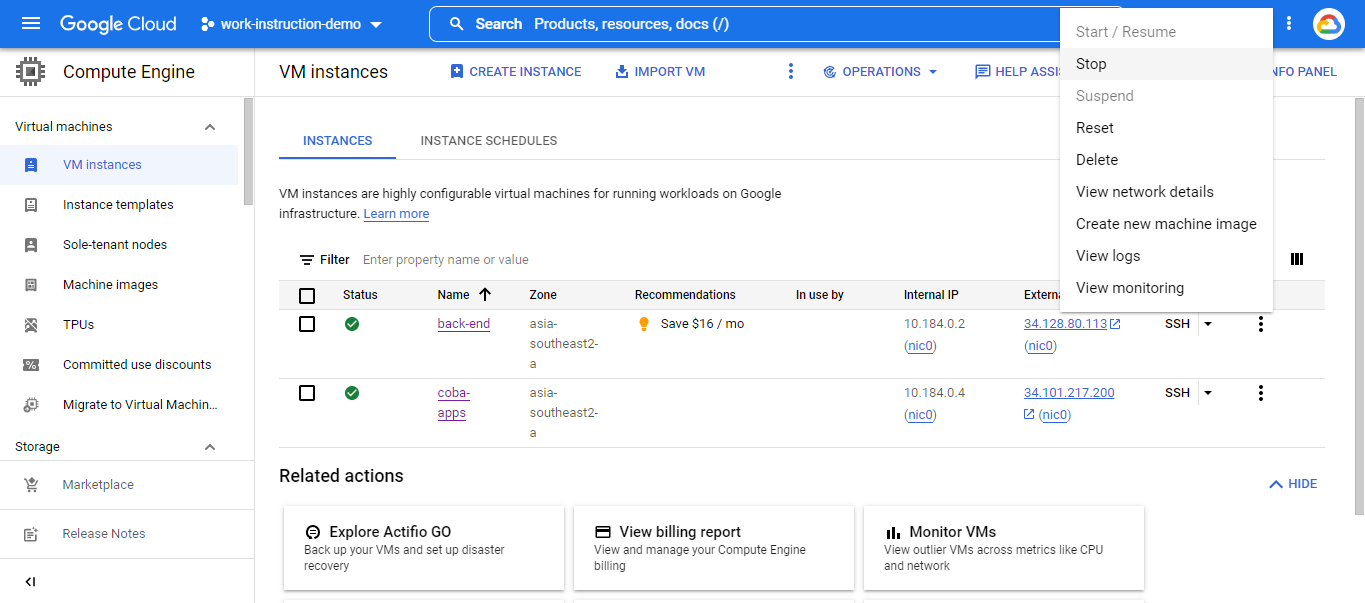 Google Cloud
work-instruction-demo
Search Products, resources, docs (/)
Compute Engine
Virtual machines
VM instances
Instance templates
Sole-tenant nodes
Machine images
TPUs
Committed use discounts
Migrate to Virtual Machin...
Storage
Marketplace
Release Notes
VM instances
CREATE INSTANCE
IMPORT VM
OPERATIONS
HELP ASSI
NFO PANEL
Start / Resume
Stop
Suspend
Reset
Delete
View network details
Create new machine image
View logs
View monitoring
INSTANCES
INSTANCE SCHEDULES
VM instances are highly configurable virtual machines for running workloads on Google
infrastructure. Learn more
Filter Enter property name or value
Status Name Zone Recommendations In use by Internal IP Externa
back-end asia- Save $16 / mo 10.184.0.2 34.128.80.113 SSH
southeast2- (nic0) (nic0)
a
coba- asia- 10.184.0.4 34.101.217.200 SSH
apps southeast2- (nic0) (nic0)
a
Related actions
HIDE
Explore Actifio GO
Back up your VMs and set up disaster
recovery
View billing report
View and manage your Compute Engine
billing
Monitor VMs
View outlier VMs across metrics like CPU
and network